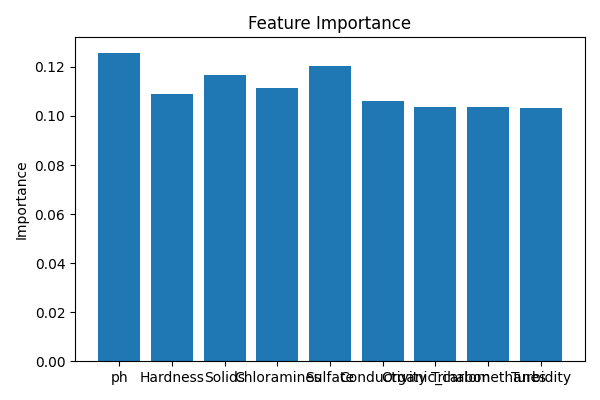 Feature Importance
Importance
0.12
0.10
0.08
0.06
0.04
0.02
0.00
ph Hardness Solids Chloramines Sulfate Conductivity Organic_carbon Trihalomethanes Turbidity